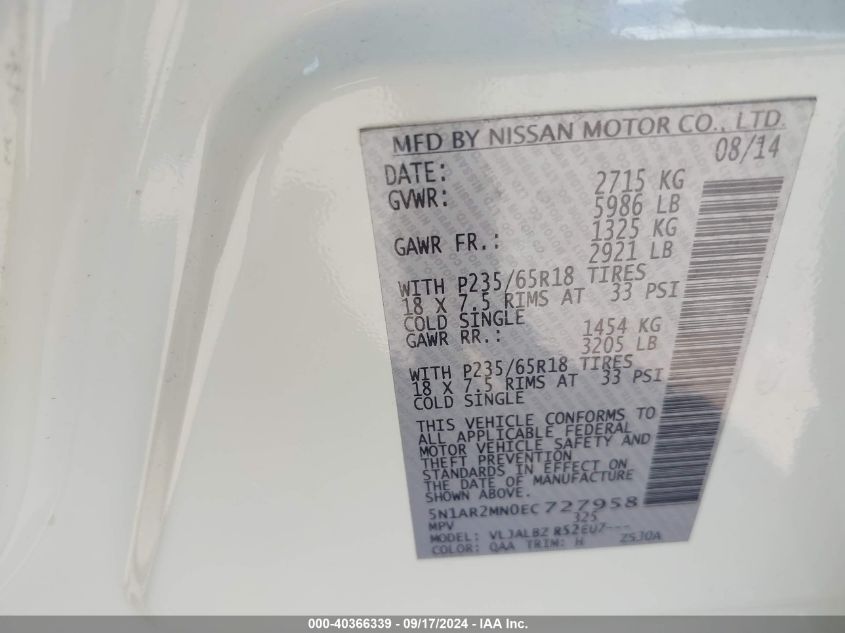 MFD BY NISSAN MOTOR CO., LTD.
DATE: 08/14
GVWR: 2715 KG
5986 LB
GAWR FR.: 1325 KG
2921 LB
WITH P235/65R18 TIRES
18 X 7.5 RIMS AT 33 PSI
COLD SINGLE
GAWR RR.: 1454 KG
3205 LB
WITH P235/65R18 TIRES
18 X 7.5 RIMS AT 33 PSI
COLD SINGLE
THIS VEHICLE CONFORMS TO
ALL APPLICABLE FEDERAL
MOTOR VEHICLE SAFETY AND
THEFT PREVENTION
STANDARDS IN EFFECT ON
THE DATE OF MANUFACTURE
SHOWN ABOVE.
5N1AR2MN0EC727958
MPV 325
MODEL: VLJALBZ R52EUZ---
COLOR: QAA TRIM: H ZSJ0A
000-40366339 - 09/17/2024 - IAA Inc.